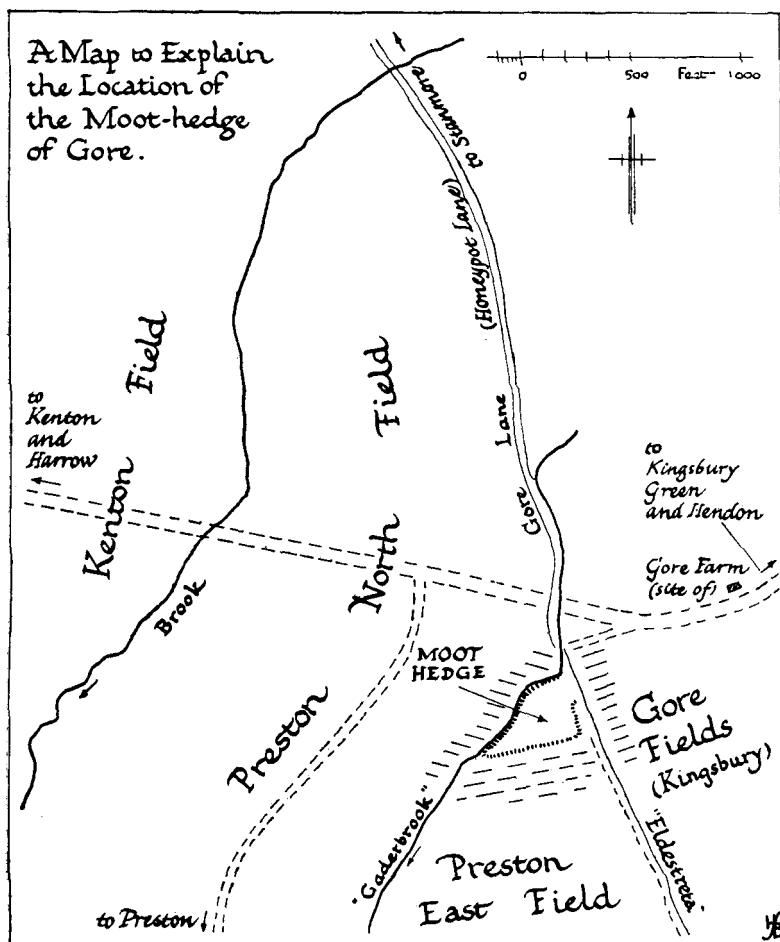 A Map to Explain
the Location of
the Moot-hedge
of Gore.
0 500 Feet 1000
to Stanmore
(Honeypot Lane)
Gore Lane
Kenton Field
to
Kenton
and
Harrow
Brook
Preston North Field
to
Kingsbury
Green
and Hendon
Gore Farm
(site of)
MOOT
HEDGE
Gore
Fields
(Kingsbury)
"Gaderbrook"
"Eldestrete"
Preston
East Field
to Preston